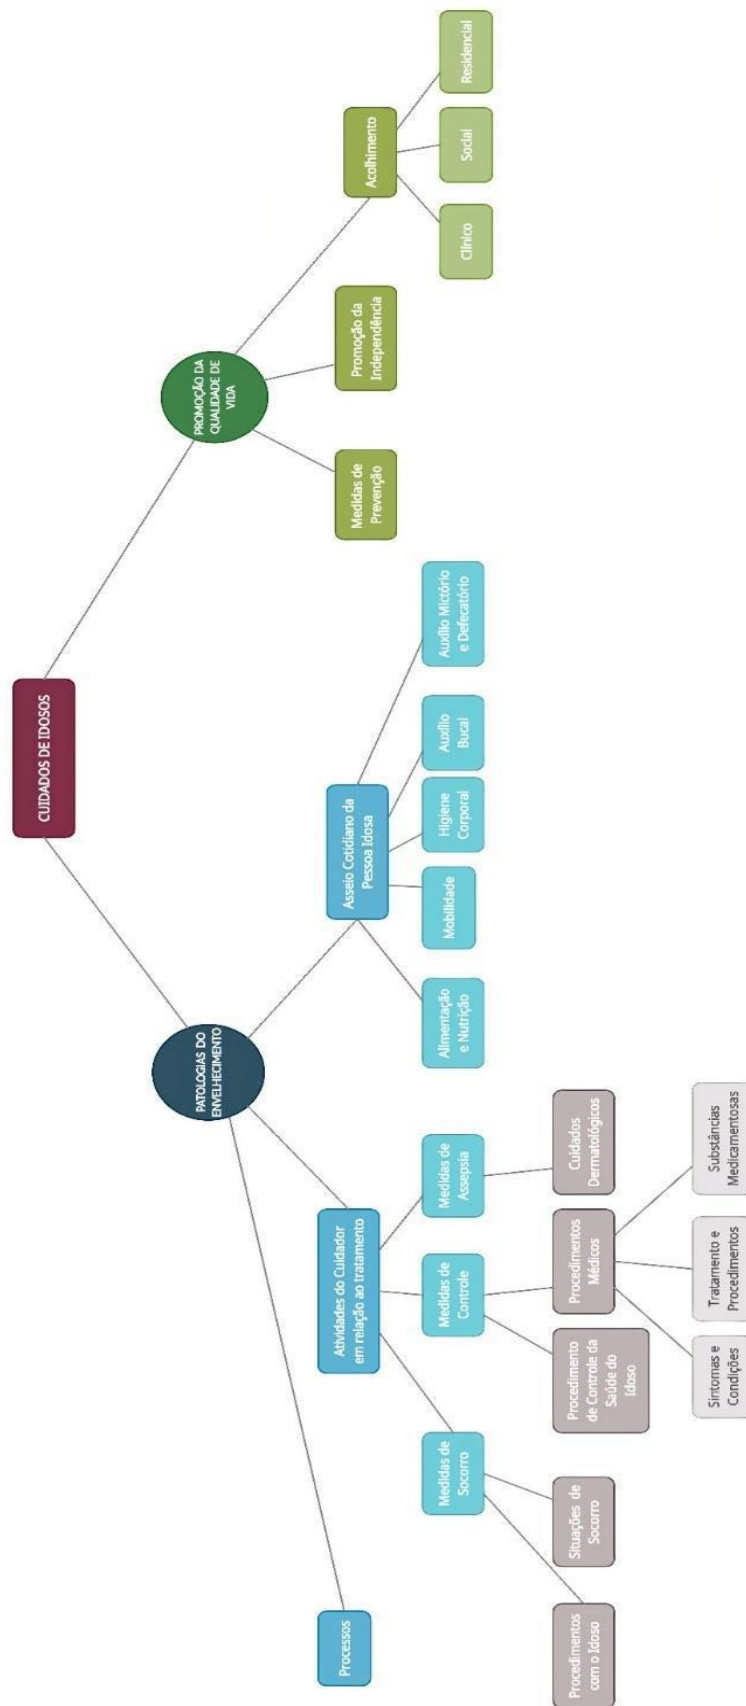 CUIDADOS DE IDOSOS
PATOLOGIAS DO
ENVELHECIMENTO
PROMOÇÃO DA
QUALIDADE DE
VIDA
Processos
Atividades do Cuidador
em relação ao tratamento
Asseio Cotidiano da
Pessoa Idosa
Medidas de
Prevenção
Promoção da
Independência
Acolhimento
Medidas de
Socorro
Medidas de
Controle
Medidas de
Assepsia
Alimentação
e Nutrição
Mobilidade
Higiene
Corporal
Auxílio
Bucal
Auxílio Mictório
e Defecatório
Clínico
Social
Residencial
Procedimentos
com o Idoso
Situações de
Socorro
Procedimento
de Controle da
Saúde do
Idoso
Procedimentos
Médicos
Cuidados
Dermatológicos
Sintomas e
Condições
Tratamento e
Procedimentos
Substâncias
Medicamentosas